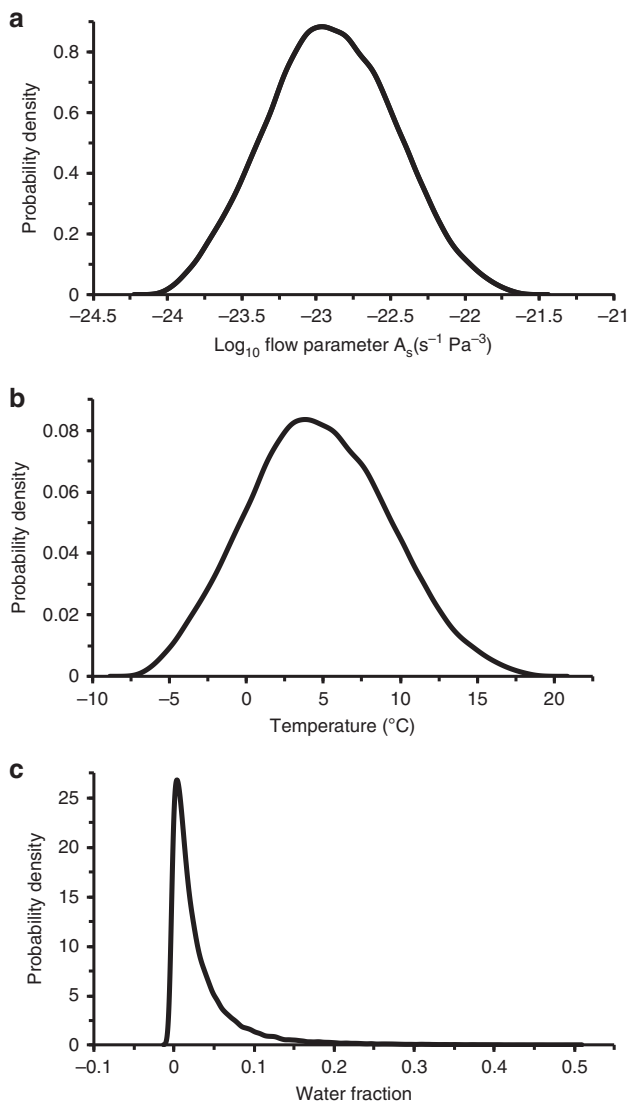 a
Probability density
0.8
0.6
0.4
0.2
0
–24.5 –24 –23.5 –23 –22.5 –22 –21.5 –21
Log10 flow parameter As(s–1 Pa–3)
b
Probability density
0.08
0.06
0.04
0.02
0
–10 –5 0 5 10 15 20
Temperature (°C)
c
Probability density
25
20
15
10
5
0
–0.1 0 0.1 0.2 0.3 0.4 0.5
Water fraction